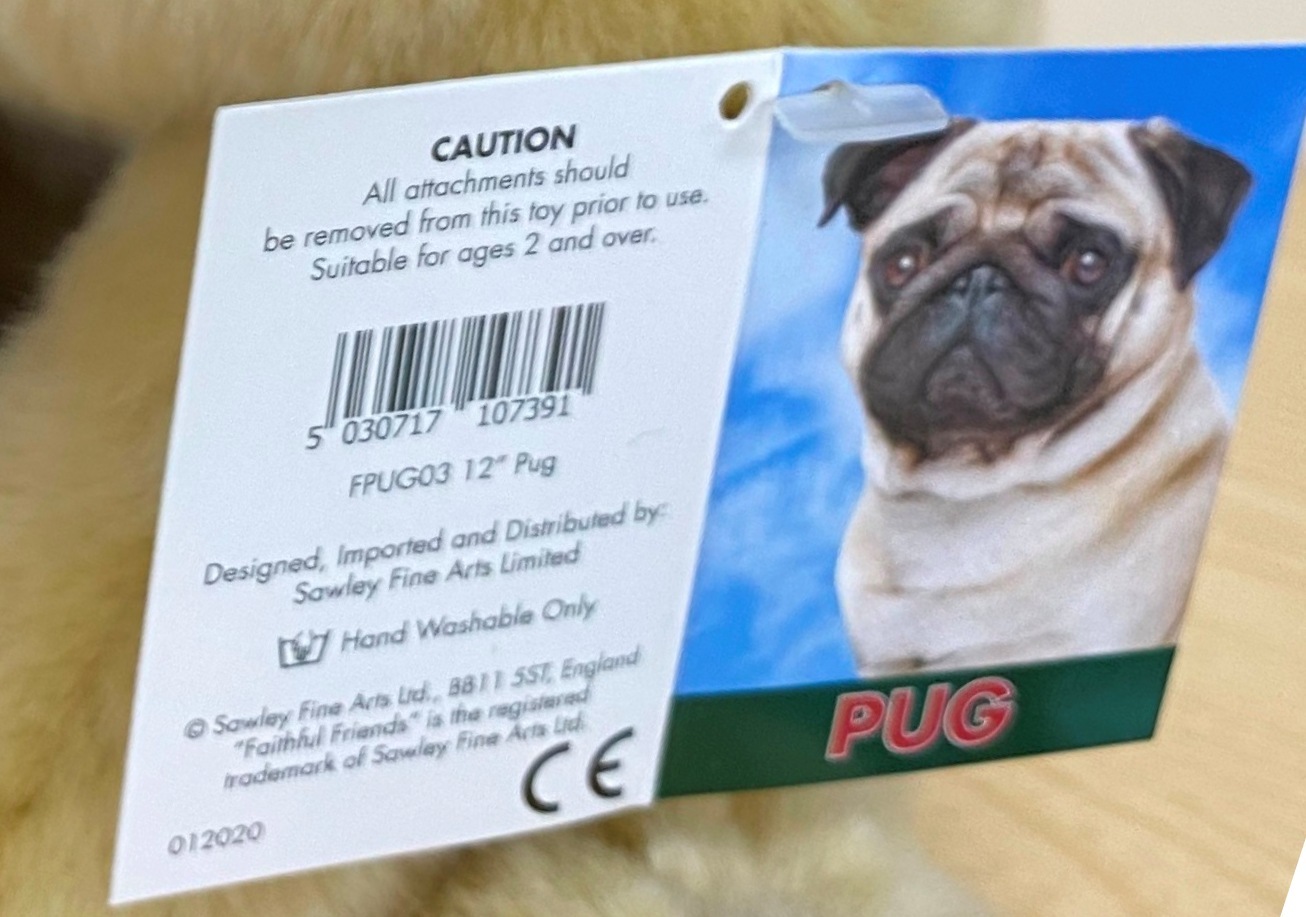 CAUTION
All attachments should
be removed from this toy prior to use.
Suitable for ages 2 and over.
5 030717 107391
FPUG03 12" Pug
Designed, Imported and Distributed by:
Sawley Fine Arts Limited
Hand Washable Only
© Sawley Fine Arts Ltd., BB11 5ST, England
"Faithful Friends" is the registered
trademark of Sawley Fine Arts Ltd.
CE
012020
PUG